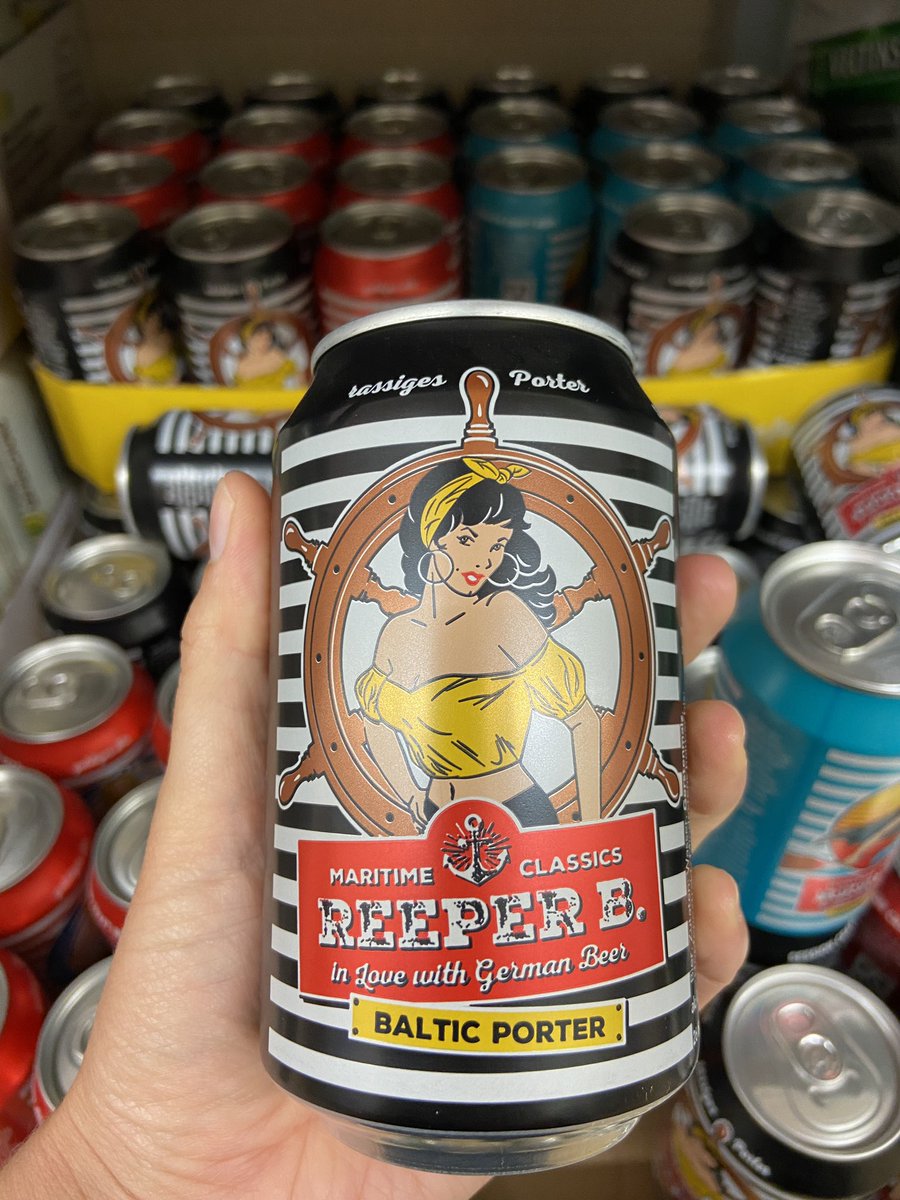 rassiges Porter
MARITIME CLASSICS
REEPER B.
in Love with German Beer
BALTIC PORTER